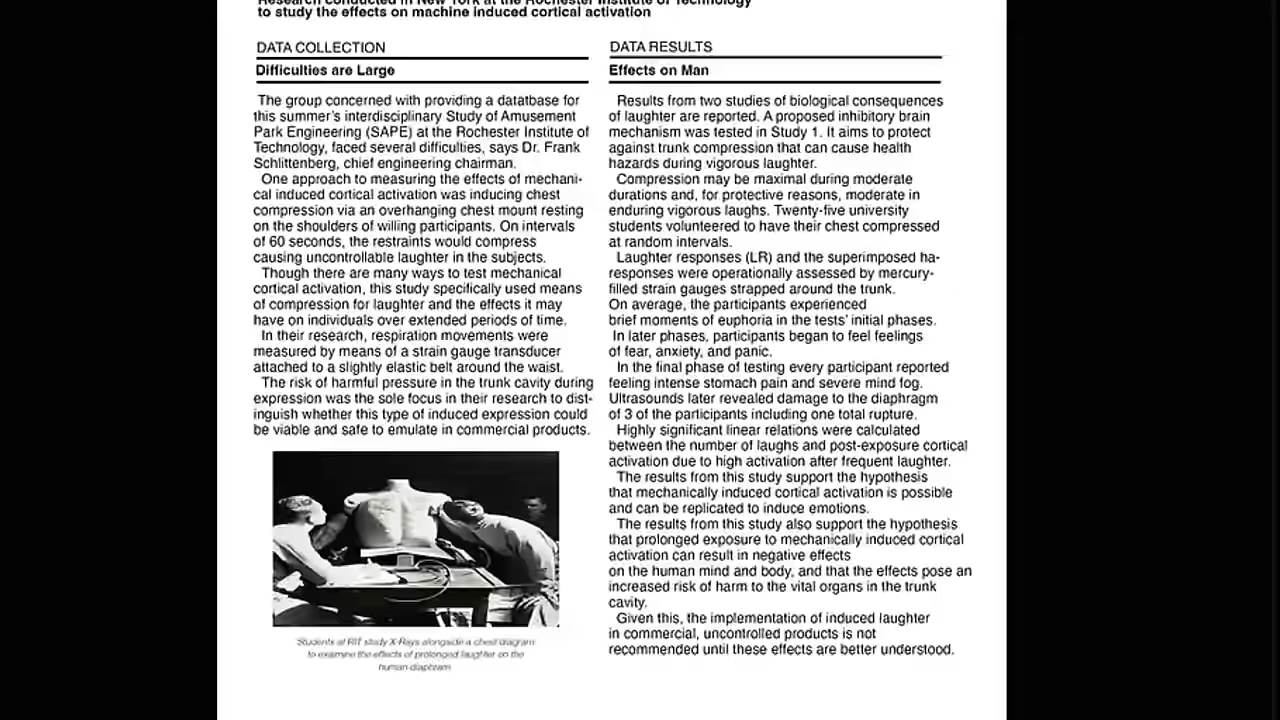 Research conducted in New York at the Rochester Institute of Technology
to study the effects on machine induced cortical activation
DATA COLLECTION
Difficulties are Large
The group concerned with providing a datatbase for
this summer's interdisciplinary Study of Amusement
Park Engineering (SAPE) at the Rochester Institute of
Technology, faced several difficulties, says Dr. Frank
Schlittenberg, chief engineering chairman.
One approach to measuring the effects of mechani-
cal induced cortical activation was inducing chest
compression via an overhanging chest mount resting
on the shoulders of willing participants. On intervals
of 60 seconds, the restraints would compress
causing uncontrollable laughter in the subjects.
Though there are many ways to test mechanical
cortical activation, this study specifically used means
of compression for laughter and the effects it may
have on individuals over extended periods of time.
In their research, respiration movements were
measured by means of a strain gauge transducer
attached to a slightly elastic belt around the waist.
The risk of harmful pressure in the trunk cavity during
expression was the sole focus in their research to dist-
inguish whether this type of induced expression could
be viable and safe to emulate in commercial products.
Students at RIT study X-Rays alongside a chest diagram
to examine the effects of prolonged laughter on the
human diaphram
DATA RESULTS
Effects on Man
Results from two studies of biological consequences
of laughter are reported. A proposed inhibitory brain
mechanism was tested in Study 1. It aims to protect
against trunk compression that can cause health
hazards during vigorous laughter.
Compression may be maximal during moderate
durations and, for protective reasons, moderate in
enduring vigorous laughs. Twenty-five university
students volunteered to have their chest compressed
at random intervals.
Laughter responses (LR) and the superimposed ha-
responses were operationally assessed by mercury-
filled strain gauges strapped around the trunk.
On average, the participants experienced
brief moments of euphoria in the tests' initial phases.
In later phases, participants began to feel feelings
of fear, anxiety, and panic.
In the final phase of testing every participant reported
feeling intense stomach pain and severe mind fog.
Ultrasounds later revealed damage to the diaphragm
of 3 of the participants including one total rupture.
Highly significant linear relations were calculated
between the number of laughs and post-exposure cortical
activation due to high activation after frequent laughter.
The results from this study support the hypothesis
that mechanically induced cortical activation is possible
and can be replicated to induce emotions.
The results from this study also support the hypothesis
that prolonged exposure to mechanically induced cortical
activation can result in negative effects
on the human mind and body, and that the effects pose an
increased risk of harm to the vital organs in the trunk
cavity.
Given this, the implementation of induced laughter
in commercial, uncontrolled products is not
recommended until these effects are better understood.